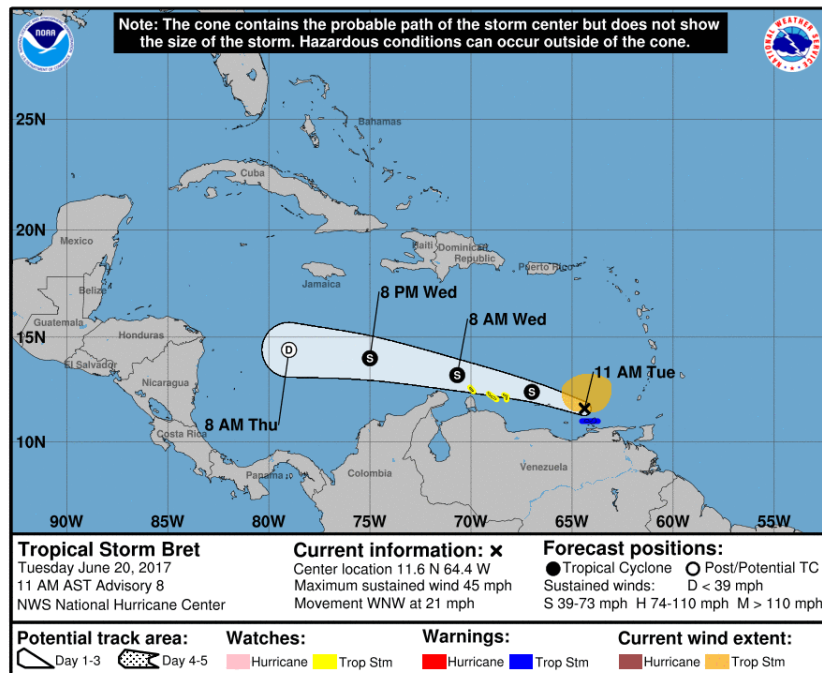 Note: The cone contains the probable path of the storm center but does not show
the size of the storm. Hazardous conditions can occur outside of the cone.
NOAA
NATIONAL WEATHER SERVICE
25N
Bahamas
Cuba
20N
Mexico
Haiti Dominican
Republic
Puerto Rico
Jamaica
8 PM Wed
Belize
8 AM Wed
Guatemala
15N
Honduras
El Salvador
D
S
S
S
11 AM Tue
Nicaragua
8 AM Thu
10N
Costa Rica
Panama
Colombia
Venezuela
90W 85W 80W 75W 70W 65W 60W 55W
Tropical Storm Bret
Tuesday June 20, 2017
11 AM AST Advisory 8
NWS National Hurricane Center
Current information: ×
Center location 11.6 N 64.4 W
Maximum sustained wind 45 mph
Movement WNW at 21 mph
Forecast positions:
Tropical Cyclone Post/Potential TC
Sustained winds: D < 39 mph
S 39-73 mph H 74-110 mph M > 110 mph
Potential track area:
Day 1-3 Day 4-5
Watches:
Hurricane Trop Stm
Warnings:
Hurricane Trop Stm
Current wind extent:
Hurricane Trop Stm